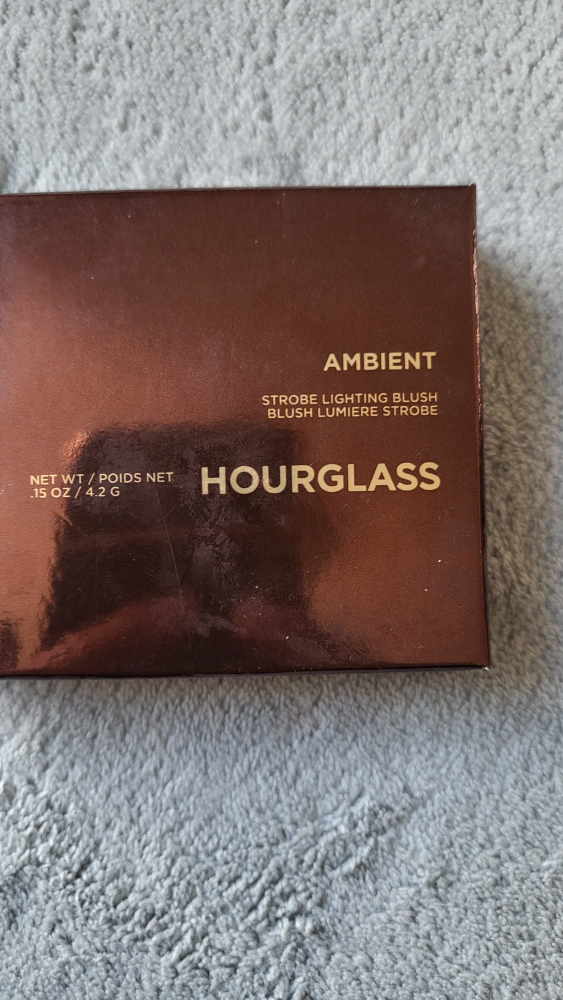 AMBIENT
STROBE LIGHTING BLUSH
BLUSH LUMIERE STROBE
NET WT / POIDS NET
.15 OZ / 4.2 G
HOURGLASS